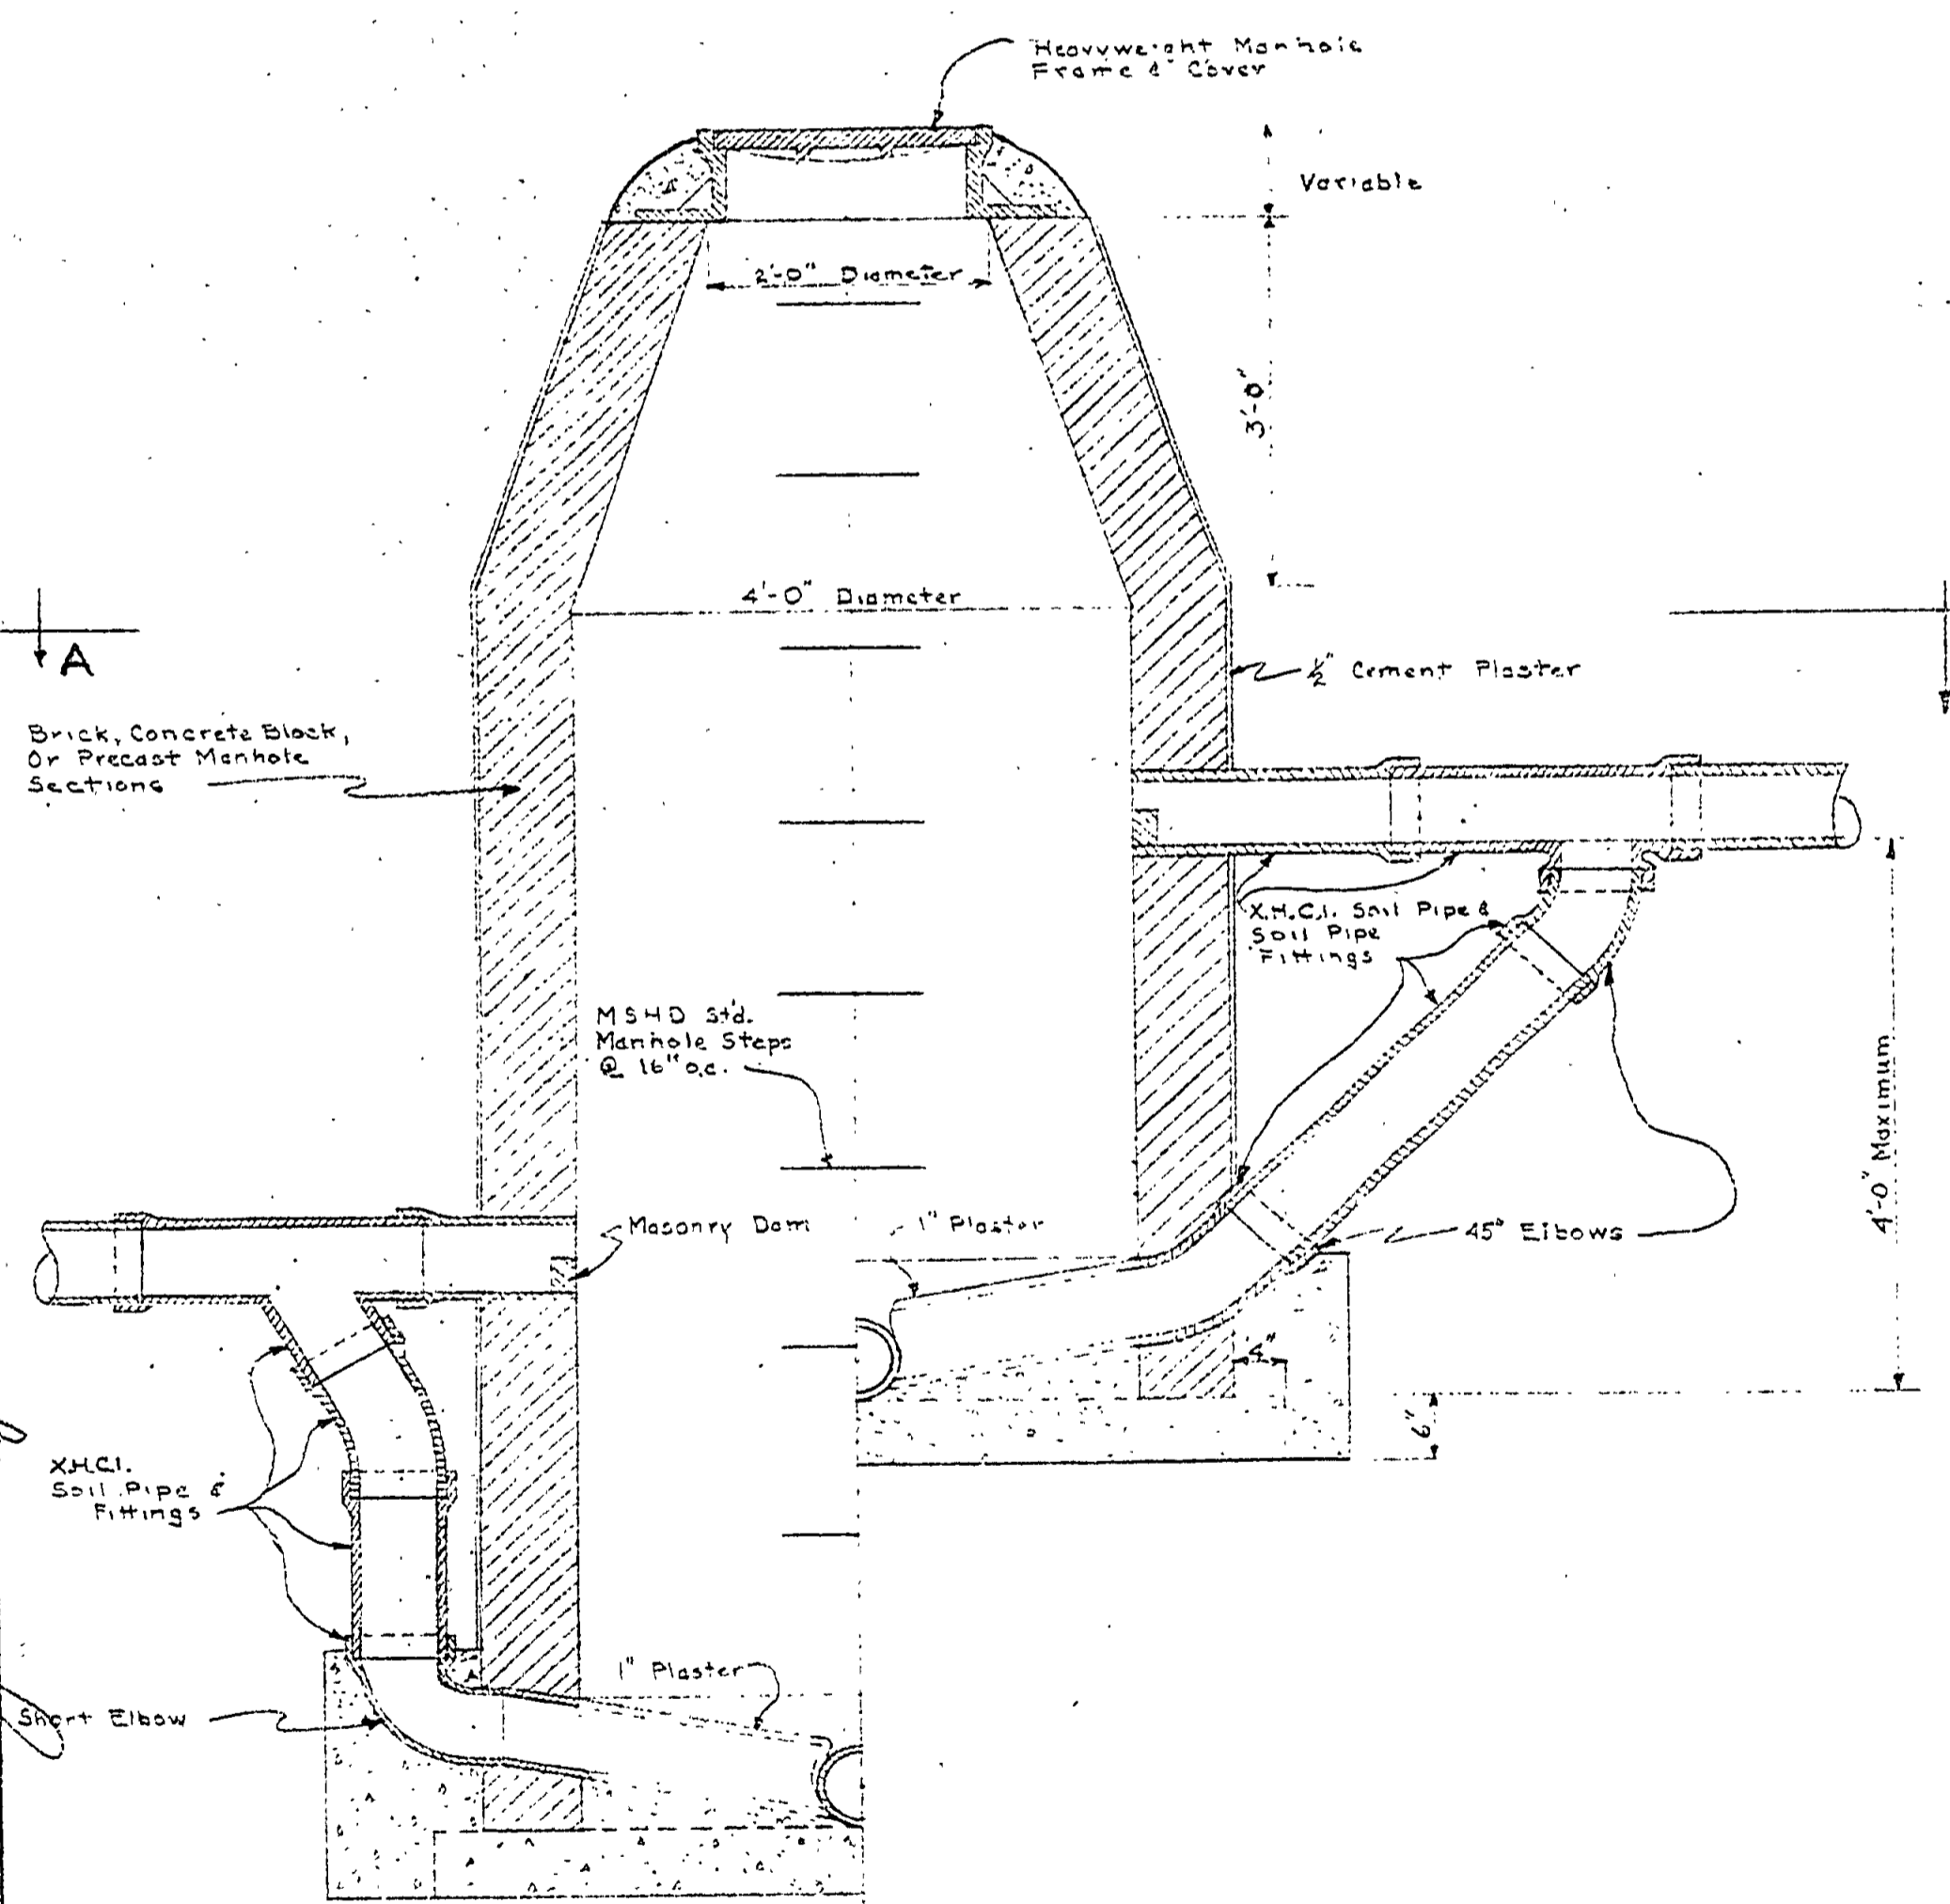 Heavyweight Manhole
Frame & Cover
Variable
2'-0" Diameter
3'-0"
4'-0" Diameter
A
½" Cement Plaster
Brick, Concrete Block,
Or Precast Manhole
Sections
X.H.C.I. Soil Pipe &
Soil Pipe
Fittings
MSHD Std.
Manhole Steps
@ 16" o.c.
4'-0" Maximum
Masonry Dam
1" Plaster
45° Elbows
4"
6"
X.H.C.I.
Soil Pipe &
Fittings
1" Plaster
Short Elbow